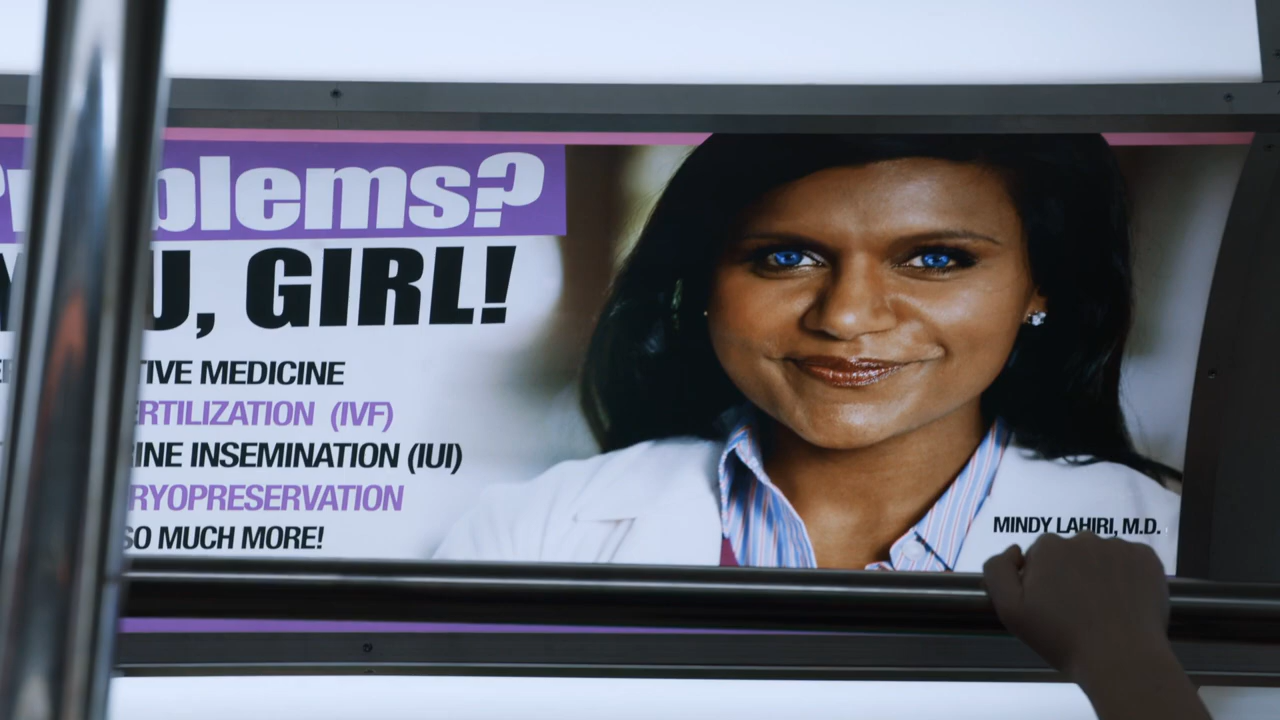 blems?
U, GIRL!
TIVE MEDICINE
ERTILIZATION (IVF)
RINE INSEMINATION (IUI)
RYOPRESERVATION
SO MUCH MORE!
MINDY LAHIRI, M.D.